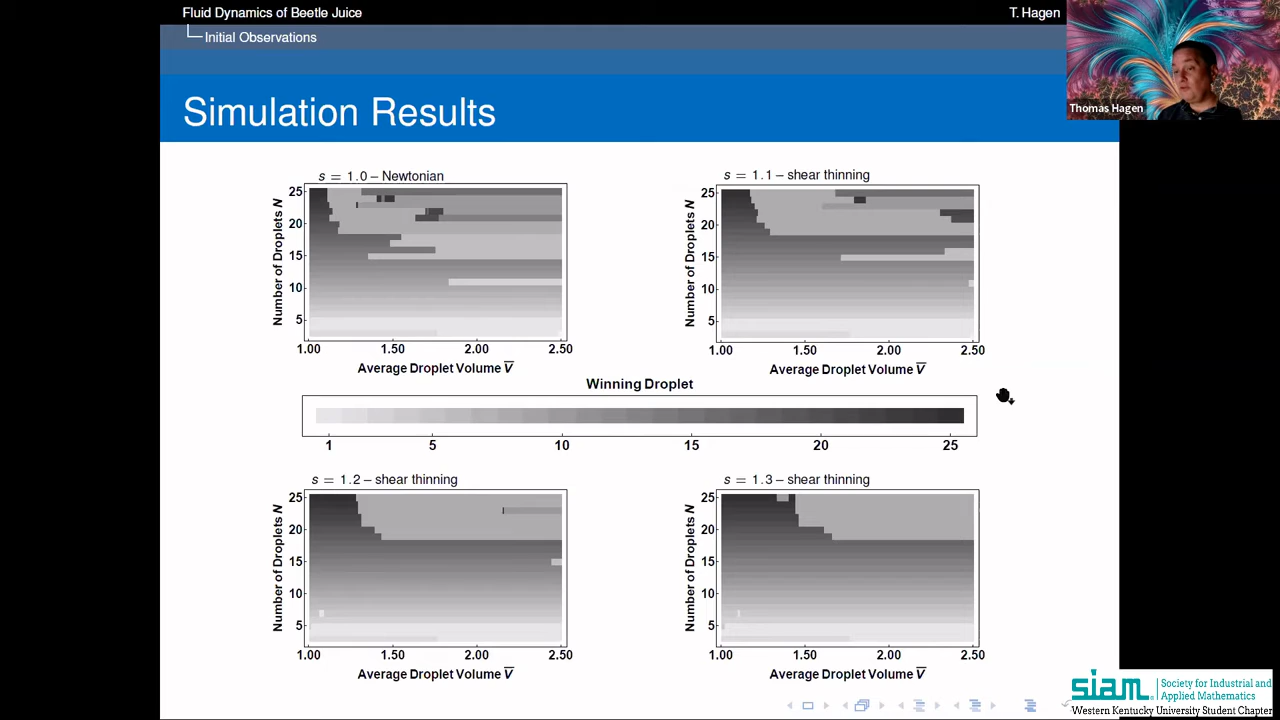 Fluid Dynamics of Beetle Juice
T. Hagen
Initial Observations
Thomas Hagen
Simulation Results
s = 1.0 – Newtonian
25
20
15
10
5
Number of Droplets N
1.00 1.50 2.00 2.50
Average Droplet Volume V̅
s = 1.1 – shear thinning
25
20
15
10
5
Number of Droplets N
1.00 1.50 2.00 2.50
Average Droplet Volume V̅
Winning Droplet
1 5 10 15 20 25
s = 1.2 – shear thinning
25
20
15
10
5
Number of Droplets N
1.00 1.50 2.00 2.50
Average Droplet Volume V̅
s = 1.3 – shear thinning
25
20
15
10
5
Number of Droplets N
1.00 1.50 2.00 2.50
Average Droplet Volume V̅
siam
Society for Industrial and
Applied Mathematics
Western Kentucky University Student Chapter